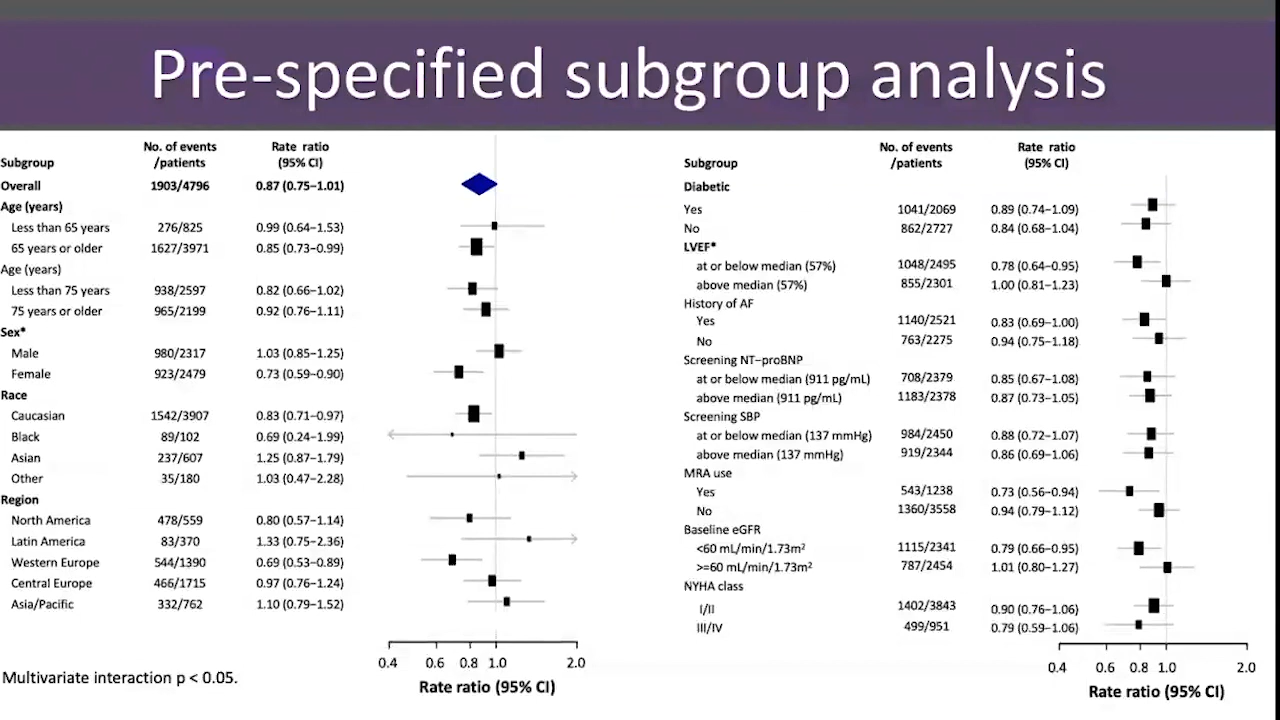 Pre-specified subgroup analysis
No. of events Rate ratio
Subgroup /patients (95% CI)
Overall 1903/4796 0.87 (0.75–1.01)
Age (years)
Less than 65 years 276/825 0.99 (0.64–1.53)
65 years or older 1627/3971 0.85 (0.73–0.99)
Age (years)
Less than 75 years 938/2597 0.82 (0.66–1.02)
75 years or older 965/2199 0.92 (0.76–1.11)
Sex*
Male 980/2317 1.03 (0.85–1.25)
Female 923/2479 0.73 (0.59–0.90)
Race
Caucasian 1542/3907 0.83 (0.71–0.97)
Black 89/102 0.69 (0.24–1.99)
Asian 237/607 1.25 (0.87–1.79)
Other 35/180 1.03 (0.47–2.28)
Region
North America 478/559 0.80 (0.57–1.14)
Latin America 83/370 1.33 (0.75–2.36)
Western Europe 544/1390 0.69 (0.53–0.89)
Central Europe 466/1715 0.97 (0.76–1.24)
Asia/Pacific 332/762 1.10 (0.79–1.52)
0.4 0.6 0.8 1.0 2.0
Rate ratio (95% CI)
Multivariate interaction p < 0.05.
No. of events Rate ratio
Subgroup /patients (95% CI)
Diabetic
Yes 1041/2069 0.89 (0.74–1.09)
No 862/2727 0.84 (0.68–1.04)
LVEF*
at or below median (57%) 1048/2495 0.78 (0.64–0.95)
above median (57%) 855/2301 1.00 (0.81–1.23)
History of AF
Yes 1140/2521 0.83 (0.69–1.00)
No 763/2275 0.94 (0.75–1.18)
Screening NT–proBNP
at or below median (911 pg/mL) 708/2379 0.85 (0.67–1.08)
above median (911 pg/mL) 1183/2378 0.87 (0.73–1.05)
Screening SBP
at or below median (137 mmHg) 984/2450 0.88 (0.72–1.07)
above median (137 mmHg) 919/2344 0.86 (0.69–1.06)
MRA use
Yes 543/1238 0.73 (0.56–0.94)
No 1360/3558 0.94 (0.79–1.12)
Baseline eGFR
<60 mL/min/1.73m² 1115/2341 0.79 (0.66–0.95)
>=60 mL/min/1.73m² 787/2454 1.01 (0.80–1.27)
NYHA class
I/II 1402/3843 0.90 (0.76–1.06)
III/IV 499/951 0.79 (0.59–1.06)
0.4 0.6 0.8 1.0 2.0
Rate ratio (95% CI)